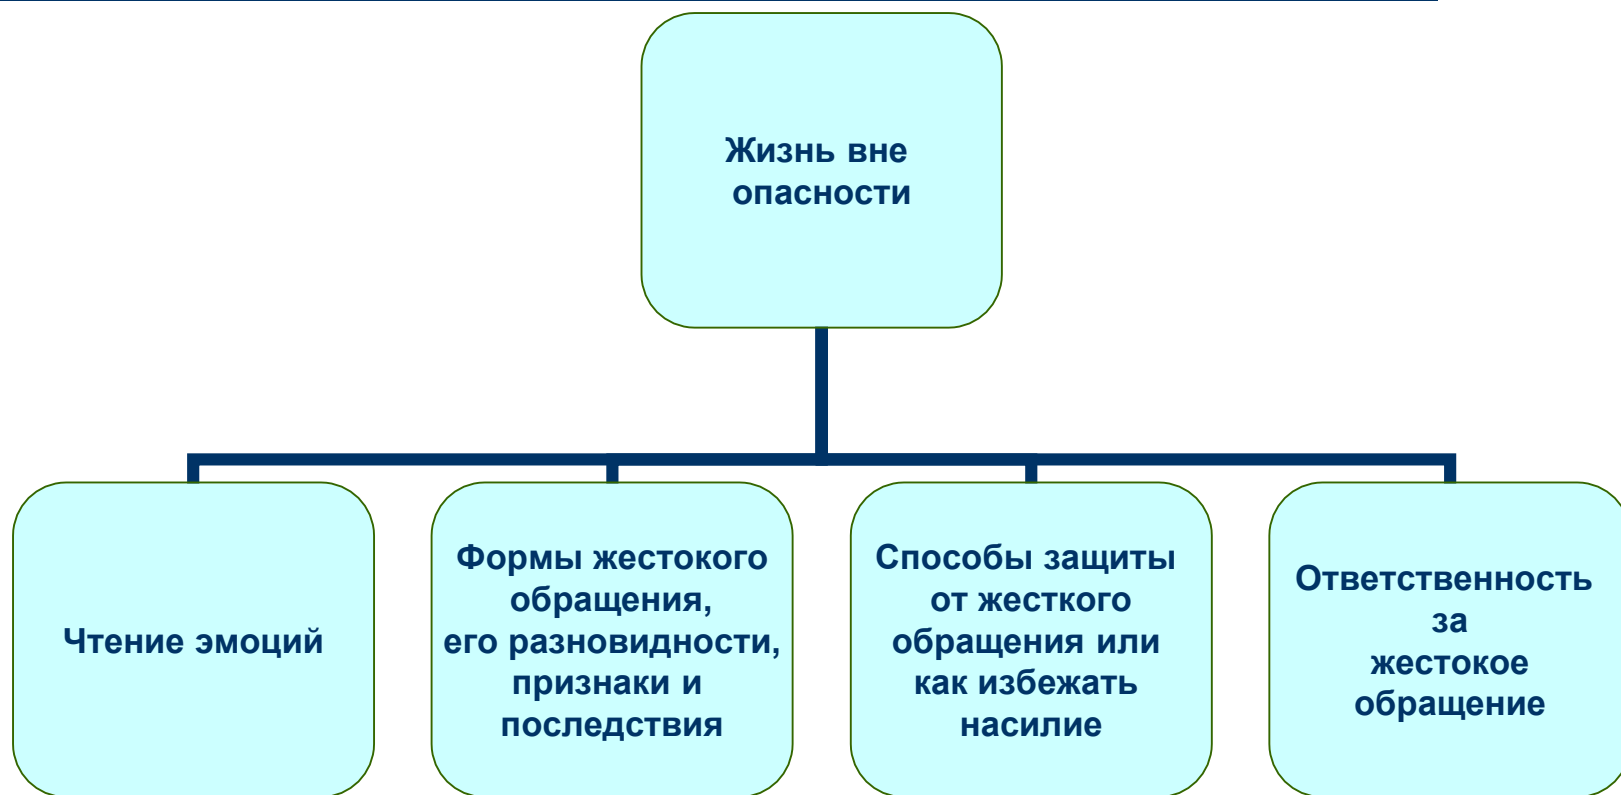 Жизнь вне
опасности
Чтение эмоций
Формы жестокого
обращения,
его разновидности,
признаки и
последствия
Способы защиты
от жесткого
обращения или
как избежать
насилие
Ответственность
за
жестокое
обращение